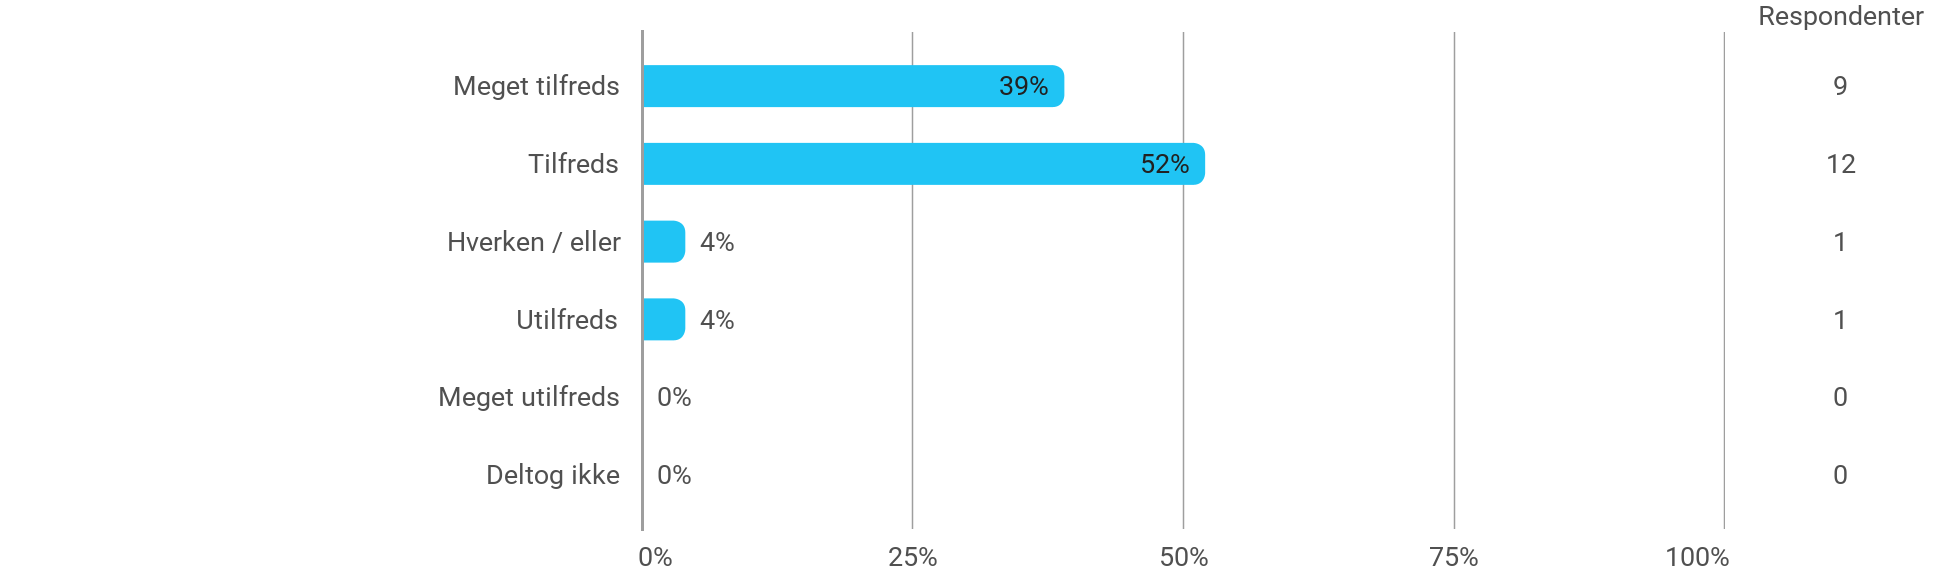 Respondenter
Meget tilfreds 39% 9
Tilfreds 52% 12
Hverken / eller 4% 1
Utilfreds 4% 1
Meget utilfreds 0% 0
Deltog ikke 0% 0
0% 25% 50% 75% 100%